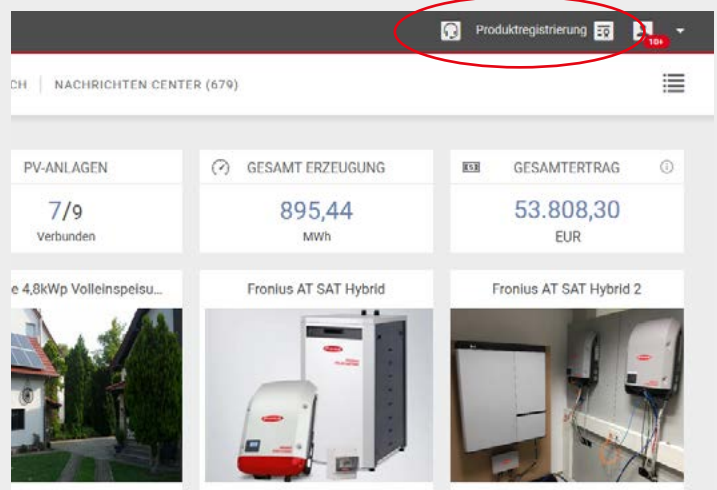 Produktregistrierung
10+
CH | NACHRICHTEN CENTER (679)
PV-ANLAGEN
7/9
Verbunden
GESAMT ERZEUGUNG
895,44
MWh
GESAMTERTRAG
53.808,30
EUR
e 4,8kWp Volleinspeisu...
Fronius AT SAT Hybrid
Fronius AT SAT Hybrid 2